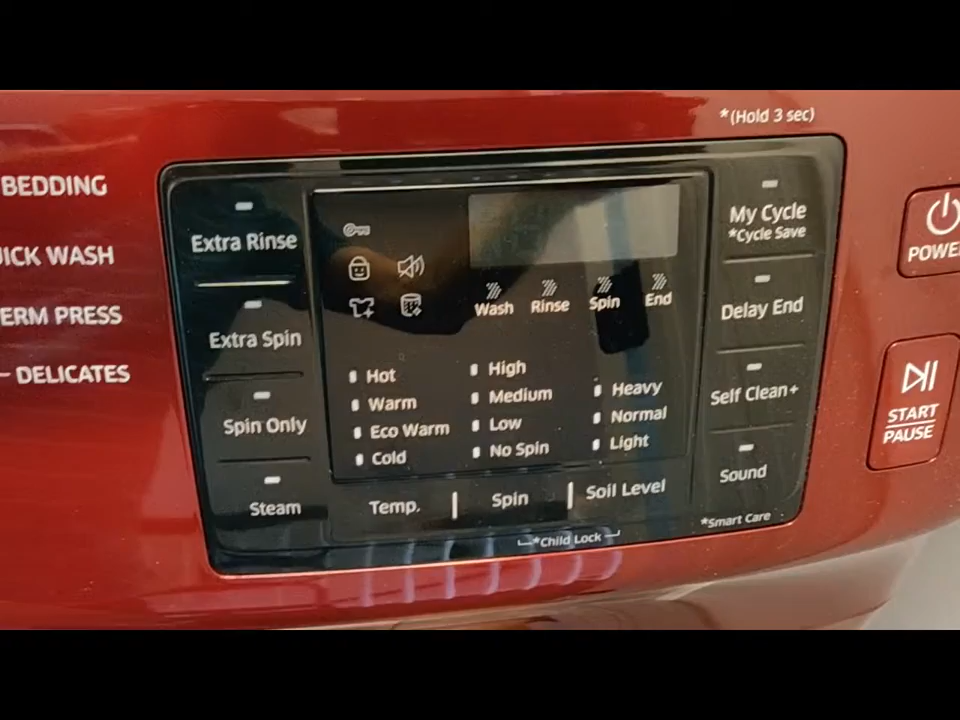 *(Hold 3 sec)
BEDDING
UICK WASH
ERM PRESS
DELICATES
Extra Rinse
Extra Spin
Spin Only
Steam
Wash Rinse Spin End
Hot
Warm
Eco Warm
Cold
High
Medium
Low
No Spin
Heavy
Normal
Light
Temp. Spin Soil Level
*Child Lock
My Cycle
*Cycle Save
Delay End
Self Clean+
Sound
*Smart Care
POWER
START
PAUSE